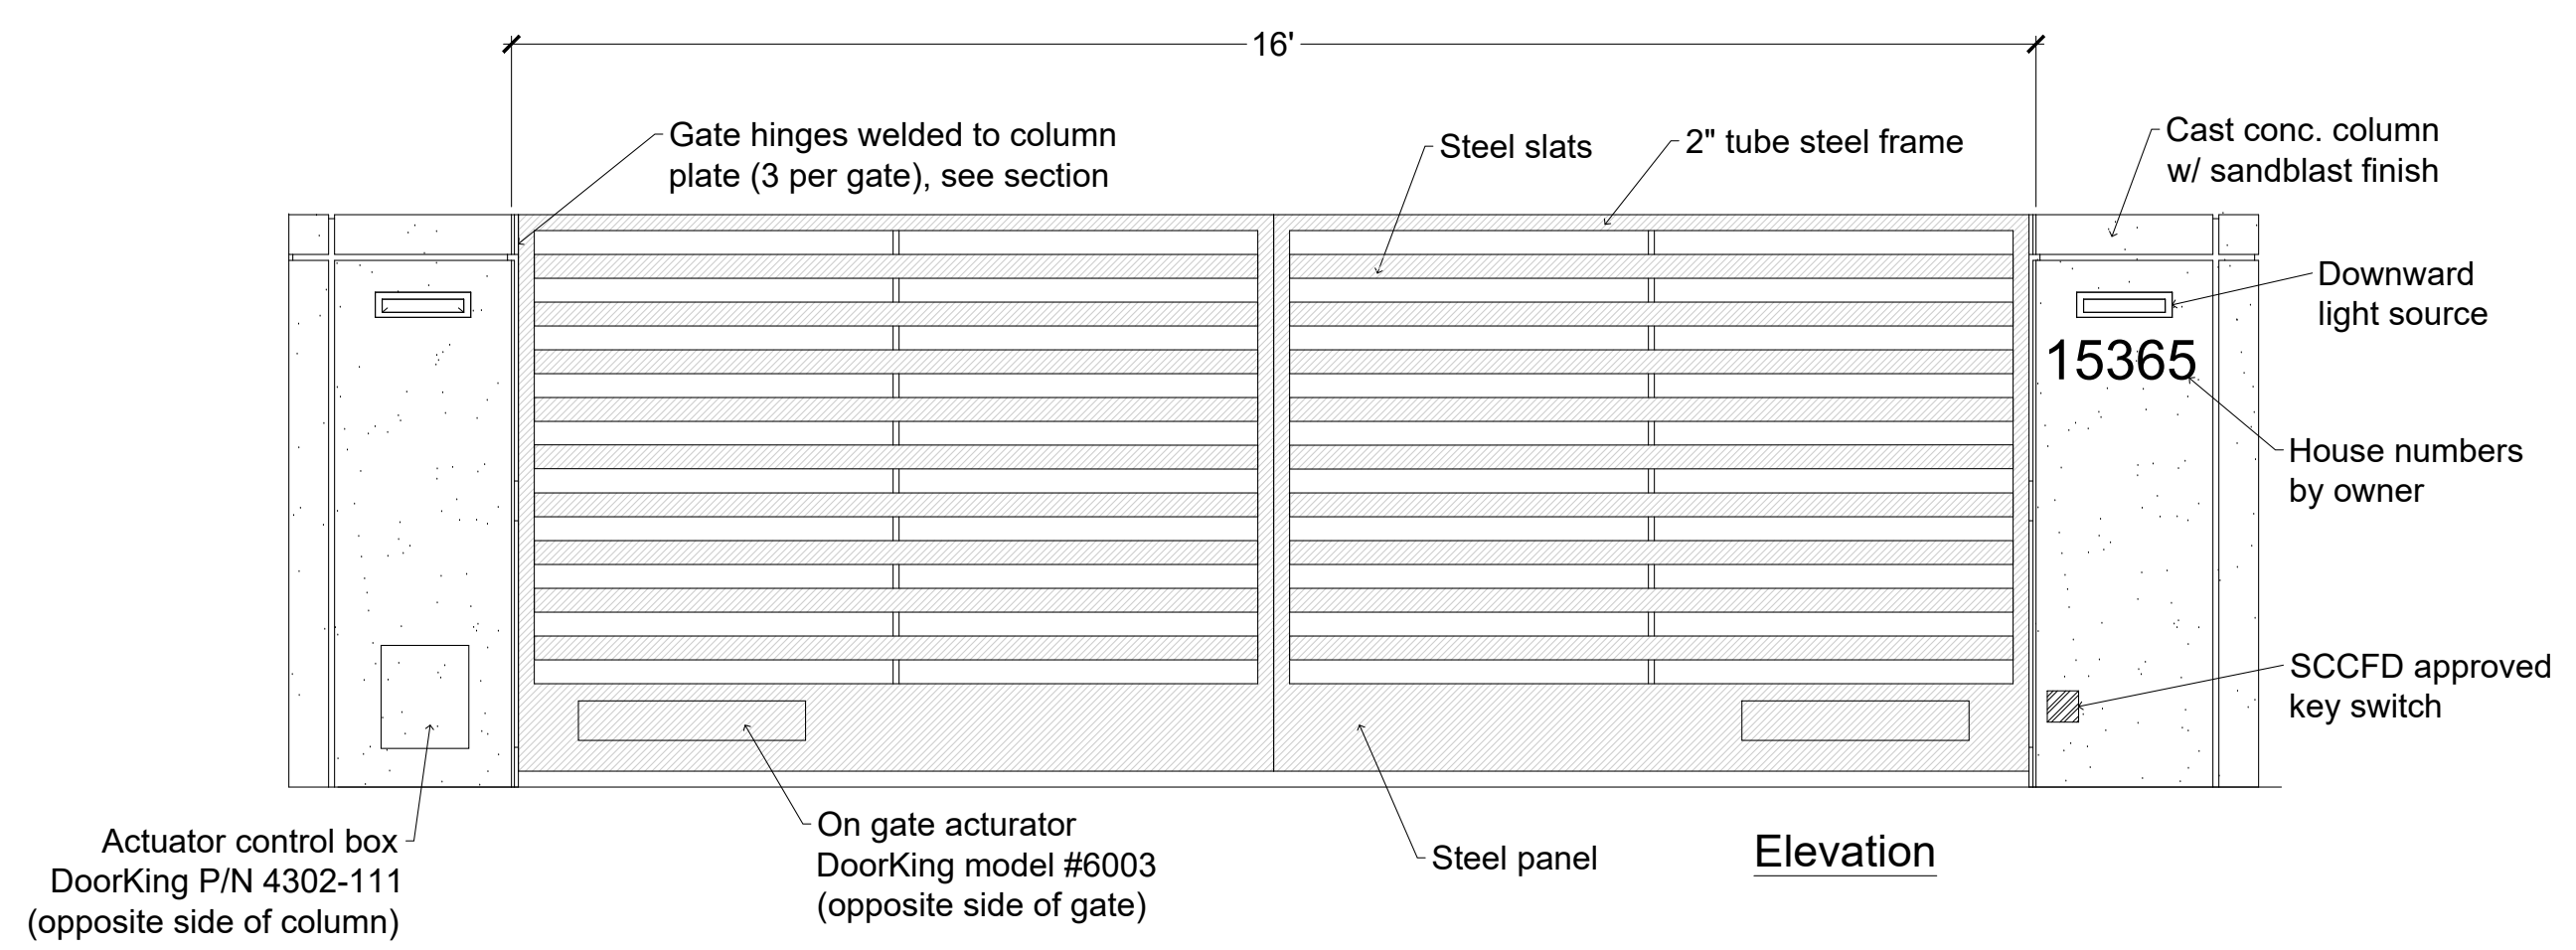 16'
Gate hinges welded to column
plate (3 per gate), see section
Steel slats
2" tube steel frame
Cast conc. column
w/ sandblast finish
Downward
light source
15365
House numbers
by owner
SCCFD approved
key switch
Actuator control box
DoorKing P/N 4302-111
(opposite side of column)
On gate acturator
DoorKing model #6003
(opposite side of gate)
Steel panel
Elevation